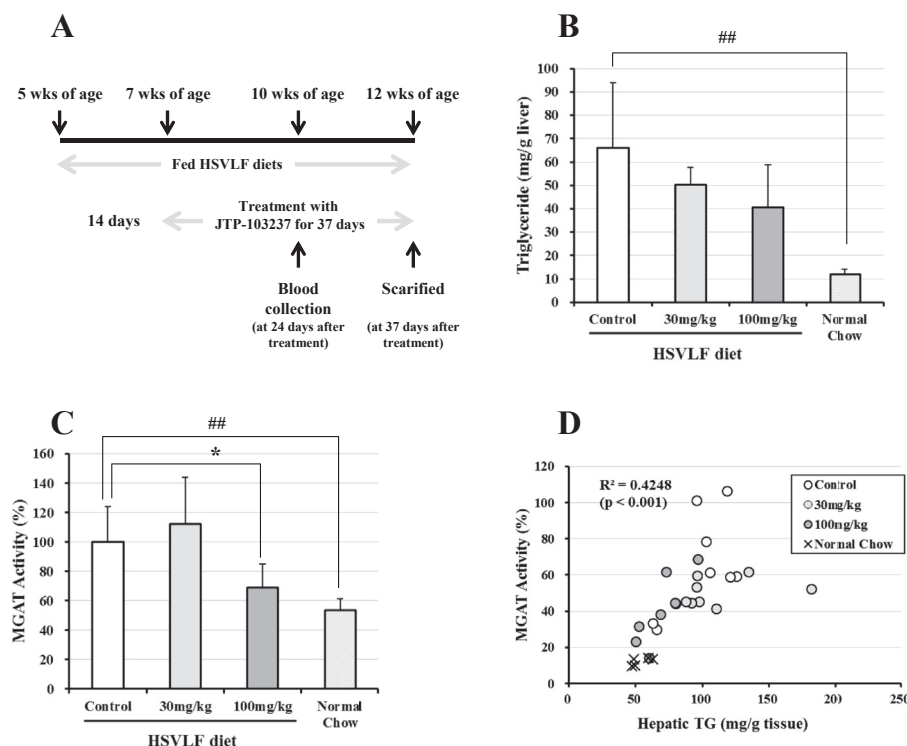 A
5 wks of age 7 wks of age 10 wks of age 12 wks of age
Fed HSVLF diets
14 days
Treatment with
JTP-103237 for 37 days
Blood
collection
(at 24 days after
treatment)
Scarified
(at 37 days after
treatment)
B
##
Triglyceride (mg/g liver)
100
90
80
70
60
50
40
30
20
10
0
Control 30mg/kg 100mg/kg Normal
Chow
HSVLF diet
C
##
*
MGAT Activity (%)
160
140
120
100
80
60
40
20
0
Control 30mg/kg 100mg/kg Normal
Chow
HSVLF diet
D
R² = 0.4248
(p < 0.001)
Control
30mg/kg
100mg/kg
Normal Chow
MGAT Activity (%)
120
100
80
60
40
20
0
0 50 100 150 200 250
Hepatic TG (mg/g tissue)